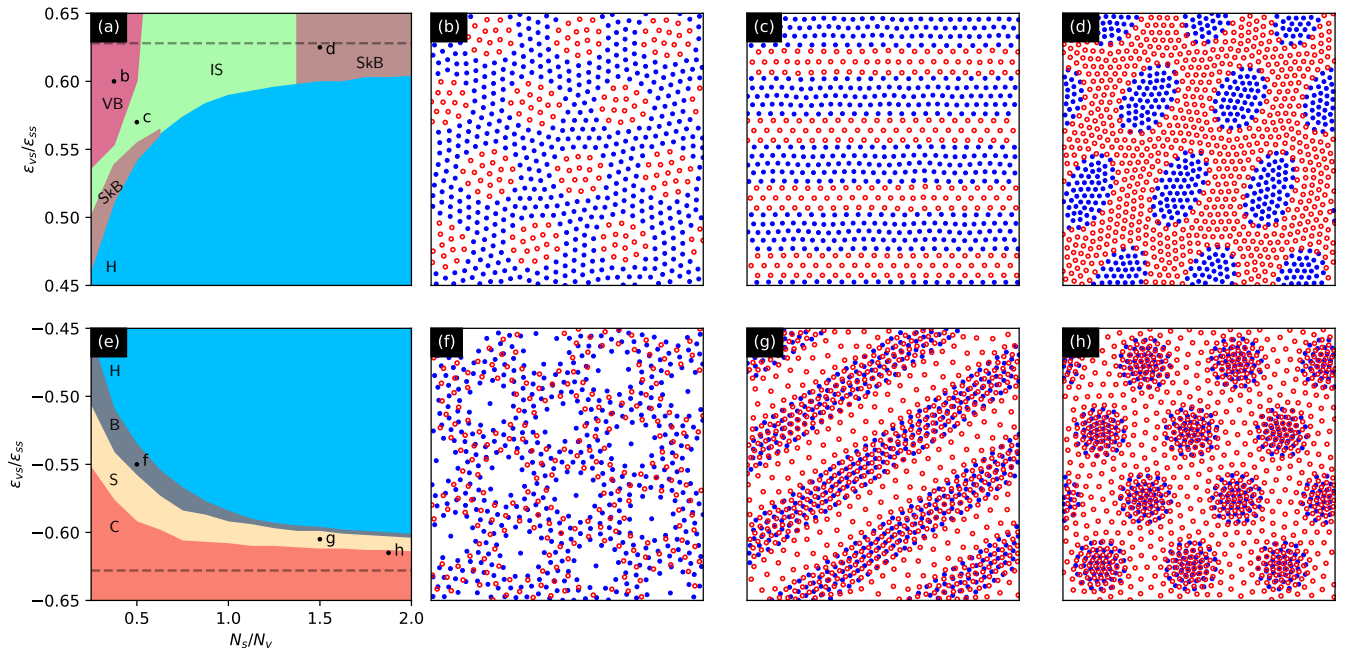 (a)
(b)
(c)
(d)
0.65
0.60
0.55
0.50
0.45
ε_vs/ε_ss
b
VB
c
IS
d
SkB
SkB
H
(e)
(f)
(g)
(h)
−0.45
−0.50
−0.55
−0.60
−0.65
ε_vs/ε_ss
H
B
f
S
C
g
h
0.5 1.0 1.5 2.0
N_s/N_v